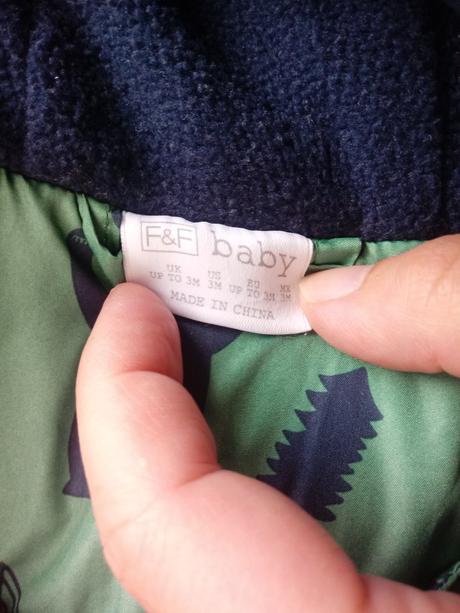 F&F baby
UK US EU MX
UP TO 3M 3M UP TO 3M 3M
MADE IN CHINA